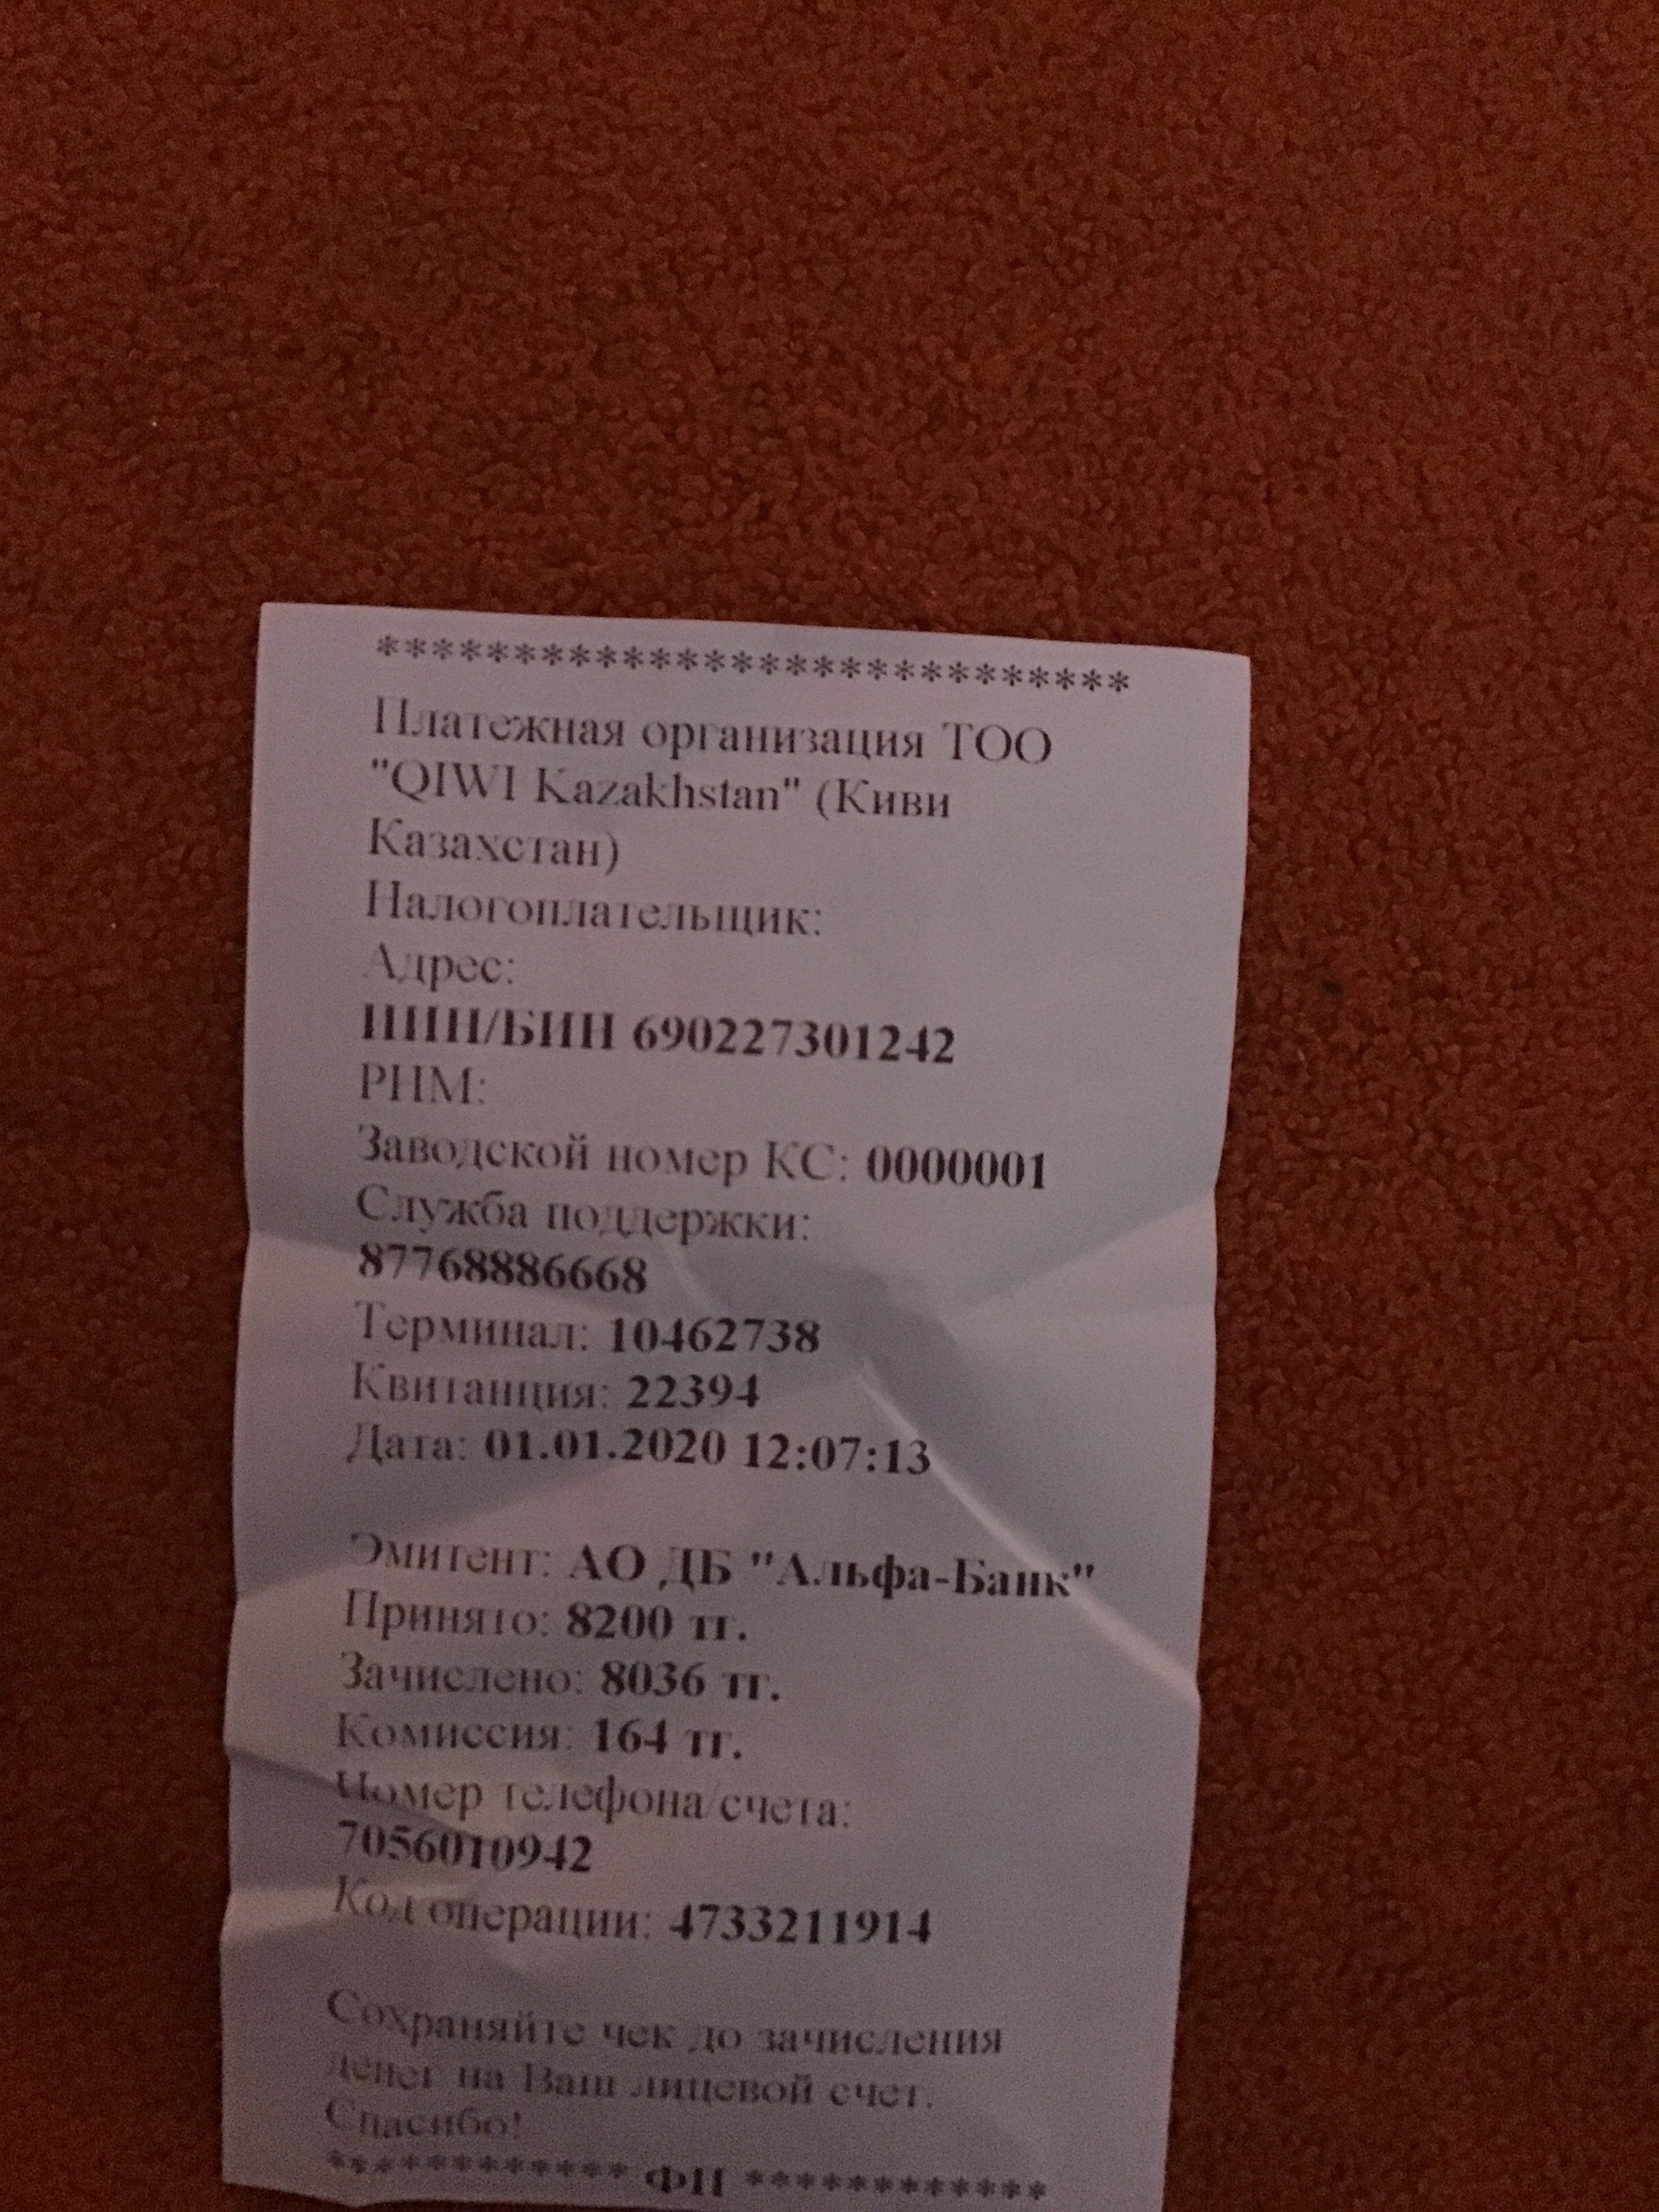 ****************************
Платежная организация ТОО
"QIWI Kazakhstan" (Киви
Казахстан)
Налогоплательщик:
Адрес:
ИИН/БИН 690227301242
РНМ:
Заводской номер КС: 0000001
Служба поддержки:
87768886668
Терминал: 10462738
Квитанция: 22394
Дата: 01.01.2020 12:07:13
Эмитент: АО ДБ "Альфа-Банк"
Принято: 8200 тг.
Зачислено: 8036 тг.
Комиссия: 164 тг.
Номер телефона/счета:
7056010942
Код операции: 4733211914
Сохраняйте чек до зачисления
денег на Ваш лицевой счет.
Спасибо!
************ ФП ************